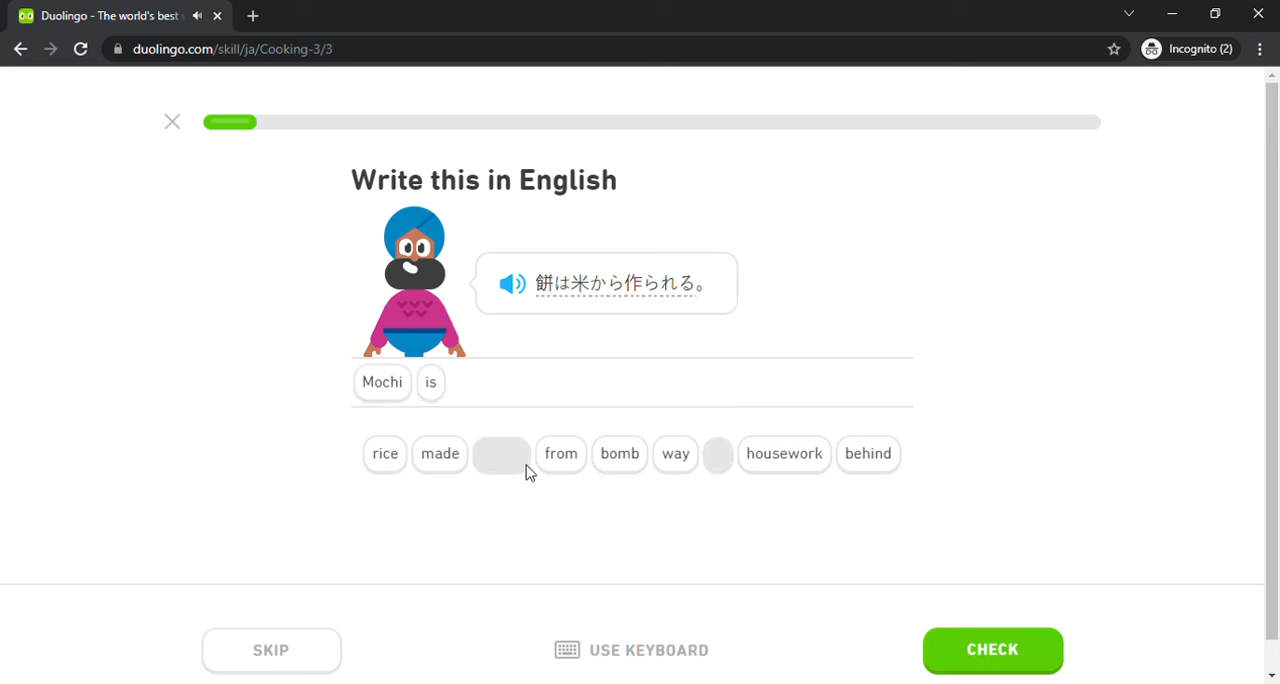 Duolingo - The world's best
duolingo.com/skill/ja/Cooking-3/3
Incognito (2)
Write this in English
餅は米から作られる。
Mochi is
rice made from bomb way housework behind
SKIP
USE KEYBOARD
CHECK